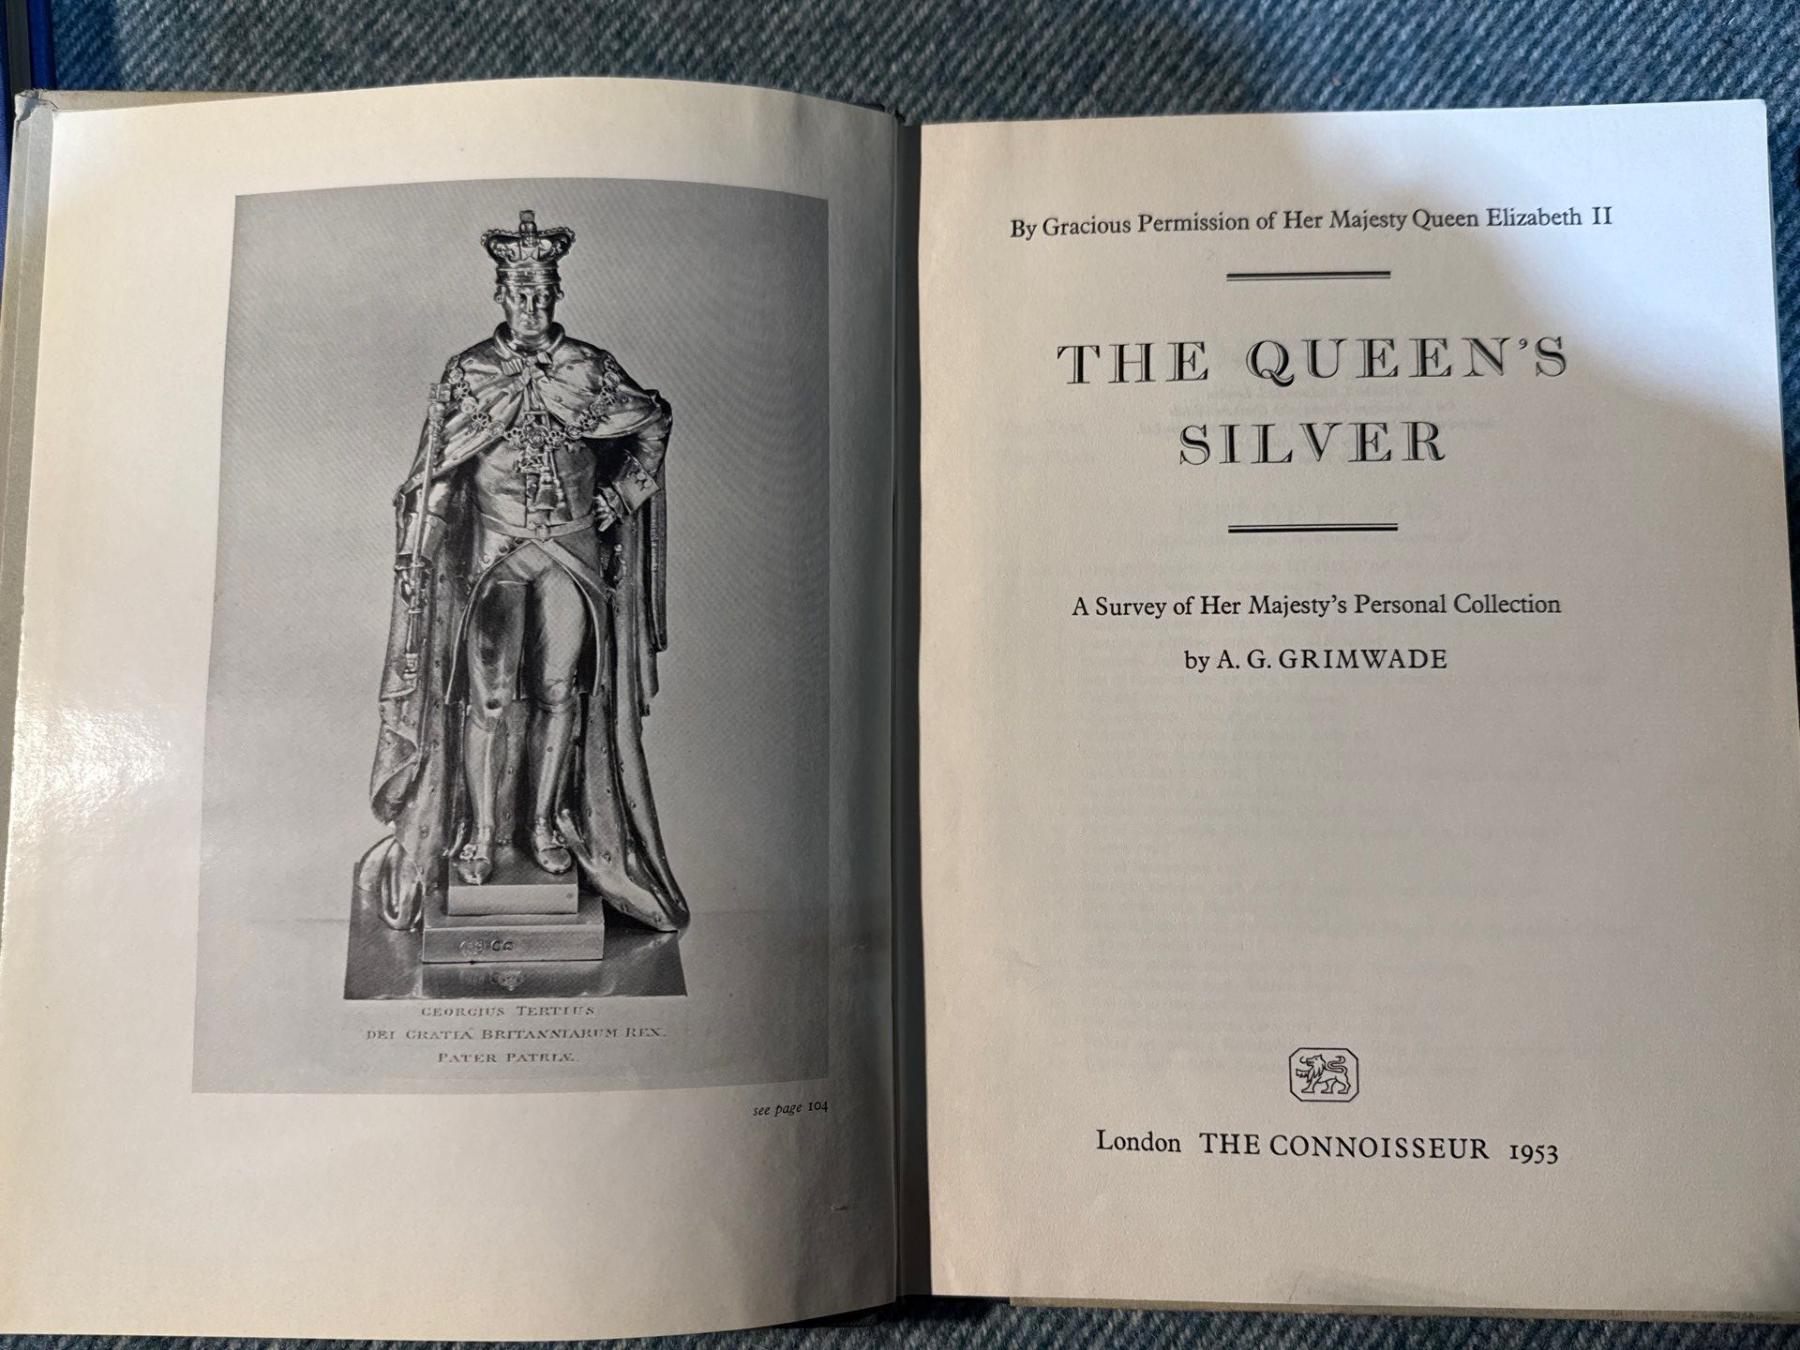 GEORGIUS TERTIUS
DEI GRATIA BRITANNIARUM REX.
PATER PATRIÆ.
see page 104
By Gracious Permission of Her Majesty Queen Elizabeth II
THE QUEEN’S
SILVER
A Survey of Her Majesty’s Personal Collection
by A. G. GRIMWADE
London THE CONNOISSEUR 1953